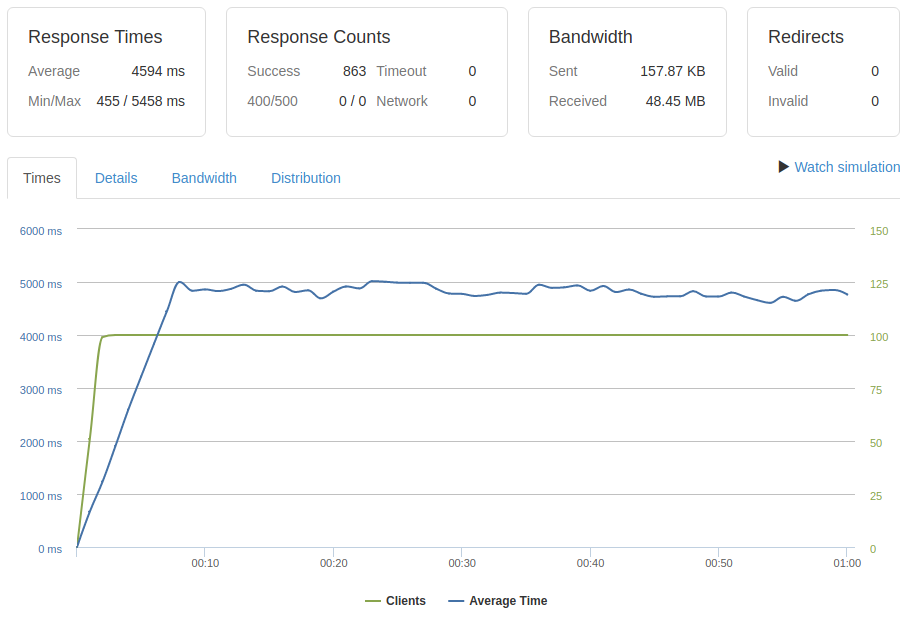 Response Times
Average 4594 ms
Min/Max 455 / 5458 ms
Response Counts
Success 863 Timeout 0
400/500 0 / 0 Network 0
Bandwidth
Sent 157.87 KB
Received 48.45 MB
Redirects
Valid 0
Invalid 0
Times Details Bandwidth Distribution
Watch simulation
6000 ms 150
5000 ms 125
4000 ms 100
3000 ms 75
2000 ms 50
1000 ms 25
0 ms 0
00:10 00:20 00:30 00:40 00:50 01:00
Clients Average Time